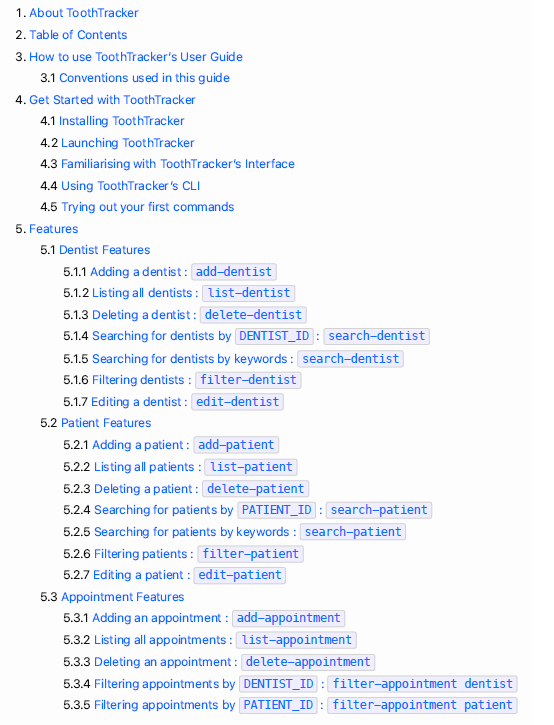 1. About ToothTracker
2. Table of Contents
3. How to use ToothTracker's User Guide
3.1 Conventions used in this guide
4. Get Started with ToothTracker
4.1 Installing ToothTracker
4.2 Launching ToothTracker
4.3 Familiarising with ToothTracker's Interface
4.4 Using ToothTracker's CLI
4.5 Trying out your first commands
5. Features
5.1 Dentist Features
5.1.1 Adding a dentist : add-dentist
5.1.2 Listing all dentists : list-dentist
5.1.3 Deleting a dentist : delete-dentist
5.1.4 Searching for dentists by DENTIST_ID : search-dentist
5.1.5 Searching for dentists by keywords : search-dentist
5.1.6 Filtering dentists : filter-dentist
5.1.7 Editing a dentist : edit-dentist
5.2 Patient Features
5.2.1 Adding a patient : add-patient
5.2.2 Listing all patients : list-patient
5.2.3 Deleting a patient : delete-patient
5.2.4 Searching for patients by PATIENT_ID : search-patient
5.2.5 Searching for patients by keywords : search-patient
5.2.6 Filtering patients : filter-patient
5.2.7 Editing a patient : edit-patient
5.3 Appointment Features
5.3.1 Adding an appointment : add-appointment
5.3.2 Listing all appointments : list-appointment
5.3.3 Deleting an appointment : delete-appointment
5.3.4 Filtering appointments by DENTIST_ID : filter-appointment dentist
5.3.5 Filtering appointments by PATIENT_ID : filter-appointment patient